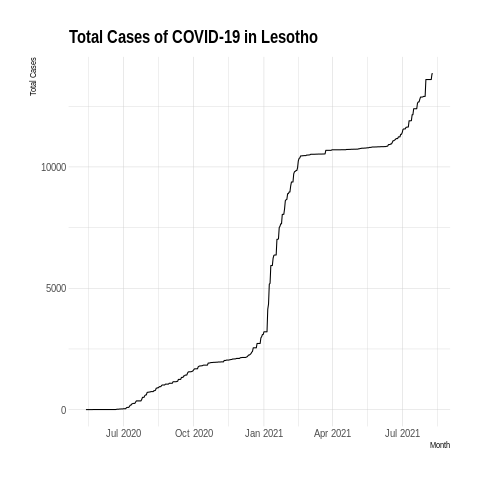 Total Cases of COVID-19 in Lesotho
Total Cases
10000
5000
0
Jul 2020 Oct 2020 Jan 2021 Apr 2021 Jul 2021
Month